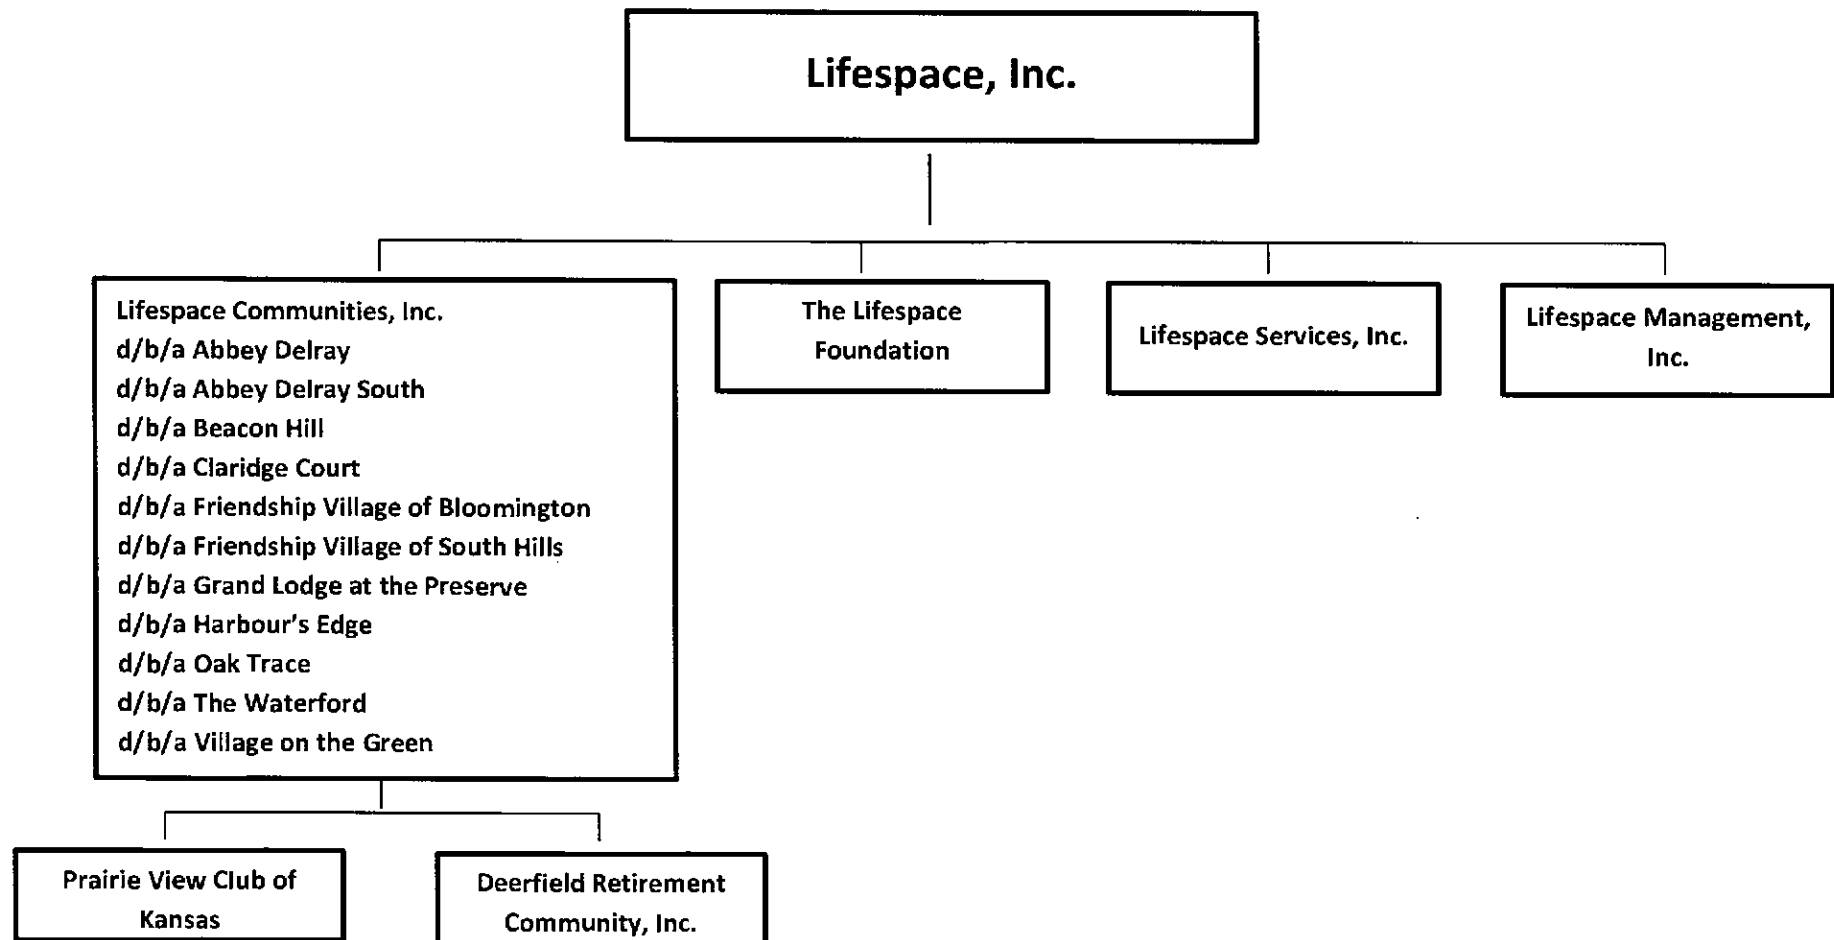 Lifespace, Inc.
Lifespace Communities, Inc.
d/b/a Abbey Delray
d/b/a Abbey Delray South
d/b/a Beacon Hill
d/b/a Claridge Court
d/b/a Friendship Village of Bloomington
d/b/a Friendship Village of South Hills
d/b/a Grand Lodge at the Preserve
d/b/a Harbour's Edge
d/b/a Oak Trace
d/b/a The Waterford
d/b/a Village on the Green
The Lifespace
Foundation
Lifespace Services, Inc.
Lifespace Management,
Inc.
Prairie View Club of
Kansas
Deerfield Retirement
Community, Inc.